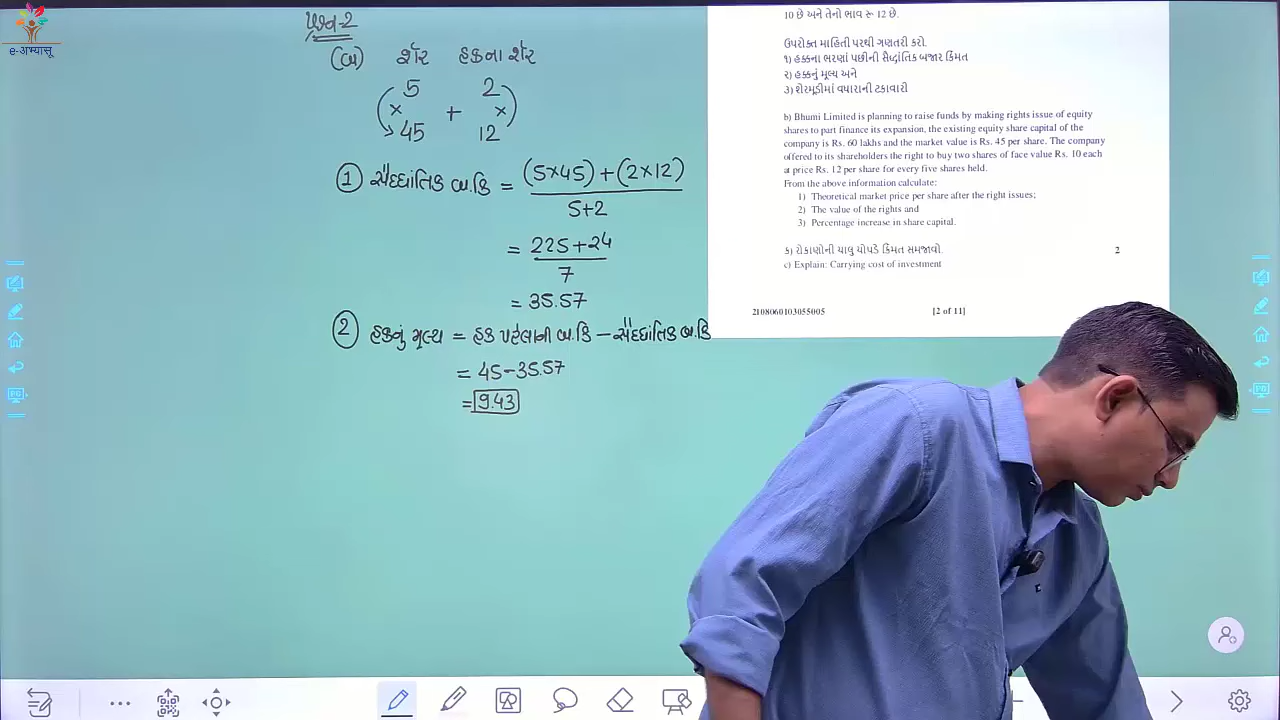 e-अभ्यासू
પ્રશ્ન-2
(બ) શેર હકના શેર
5 2
× + ×
45 12
① સૈદ્ધાંતિક બા.કિ = (5×45)+(2×12)
5+2
= 225+24
7
= 35.57
② હકનું મૂલ્ય = હક પહેલાની બા.કિ – સૈદ્ધાંતિક બા.કિ
= 45-35.57
= 9.43
10 છે અને તેનો ભાવ રૂ 12 છે.
ઉપરોક્ત માહિતી પરથી ગણતરી કરો.
૧) હક્કના ભરણાં પછીની સૈદ્ધાંતિક બજાર કિંમત
૨) હક્કનું મૂલ્ય અને
૩) શેરમૂડીમાં વધારાની ટકાવારી
b) Bhumi Limited is planning to raise funds by making rights issue of equity
shares to part finance its expansion, the existing equity share capital of the
company is Rs. 60 lakhs and the market value is Rs. 45 per share. The company
offered to its shareholders the right to buy two shares of face value Rs. 10 each
at price Rs. 12 per share for every five shares held.
From the above information calculate:
1) Theoretical market price per share after the right issues;
2) The value of the rights and
3) Percentage increase in share capital.
ક) રોકાણોની ચાલુ ચોપડે કિંમત સમજાવો. 2
c) Explain: Carrying cost of investment
2108060103055005 [2 of 11]